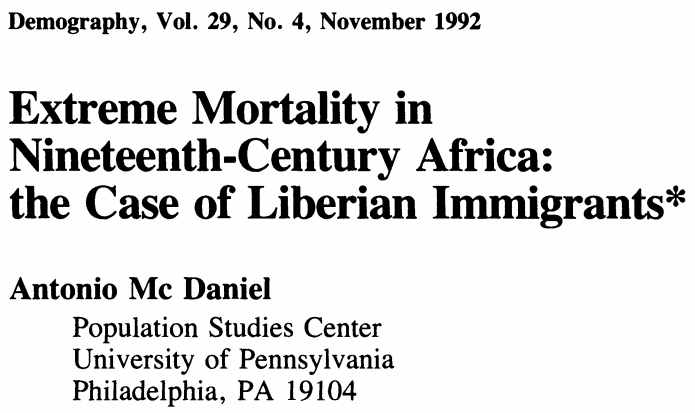 Demography, Vol. 29, No. 4, November 1992
Extreme Mortality in
Nineteenth-Century Africa:
the Case of Liberian Immigrants*
Antonio Mc Daniel
Population Studies Center
University of Pennsylvania
Philadelphia, PA 19104